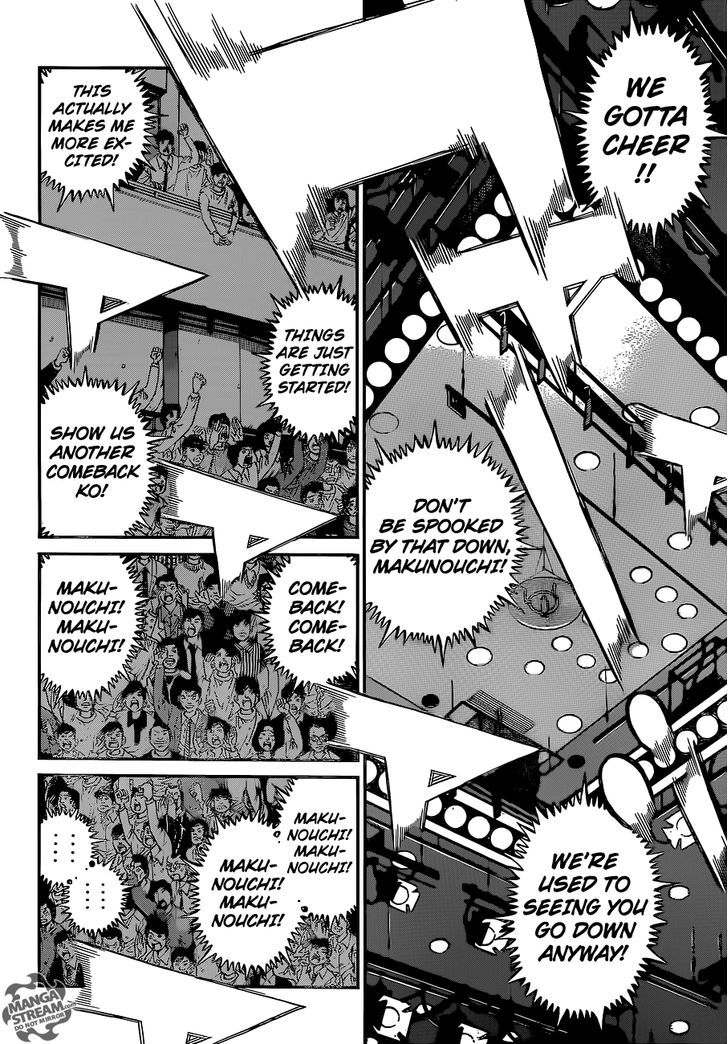 WE
GOTTA
CHEER
!!
DON'T
BE SPOOKED
BY THAT DOWN,
MAKUNOUCHI!
WE'RE
USED TO
SEEING YOU
GO DOWN
ANYWAY!
THIS
ACTUALLY
MAKES ME
MORE EX-
CITED!
THINGS
ARE JUST
GETTING
STARTED!
SHOW US
ANOTHER
COMEBACK
KO!
COME-
BACK!
COME-
BACK!
MAKU-
NOUCHI!
MAKU-
NOUCHI!
MAKU-
NOUCHI!
MAKU-
NOUCHI!
MAKU-
NOUCHI!
MAKU-
NOUCHI!
MANGA
STREAM.com
DO NOT MIRROR